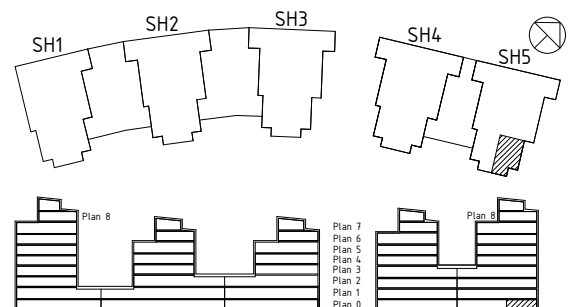 SH1
SH2
SH3
SH4
SH5
Plan 8
Plan 7
Plan 6
Plan 5
Plan 4
Plan 3
Plan 2
Plan 1
Plan 0
Plan 8